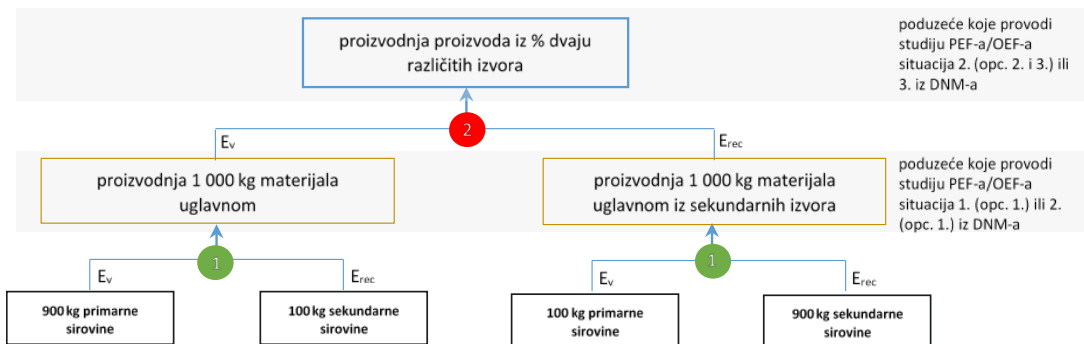 proizvodnja proizvoda iz % dvaju
različitih izvora
poduzeće koje provodi
studiju PEF-a/OEF-a
situacija 2. (opc. 2. i 3.) ili
3. iz DNM-a
2
Ev
Erec
proizvodnja 1 000 kg materijala
uglavnom
proizvodnja 1 000 kg materijala
uglavnom iz sekundarnih izvora
poduzeće koje provodi
studiju PEF-a/OEF-a
situacija 1. (opc. 1.) ili 2.
(opc. 1.) iz DNM-a
1
1
Ev
Erec
Ev
Erec
900 kg primarne
sirovine
100 kg sekundarne
sirovine
100 kg primarne
sirovine
900 kg sekundarne
sirovine